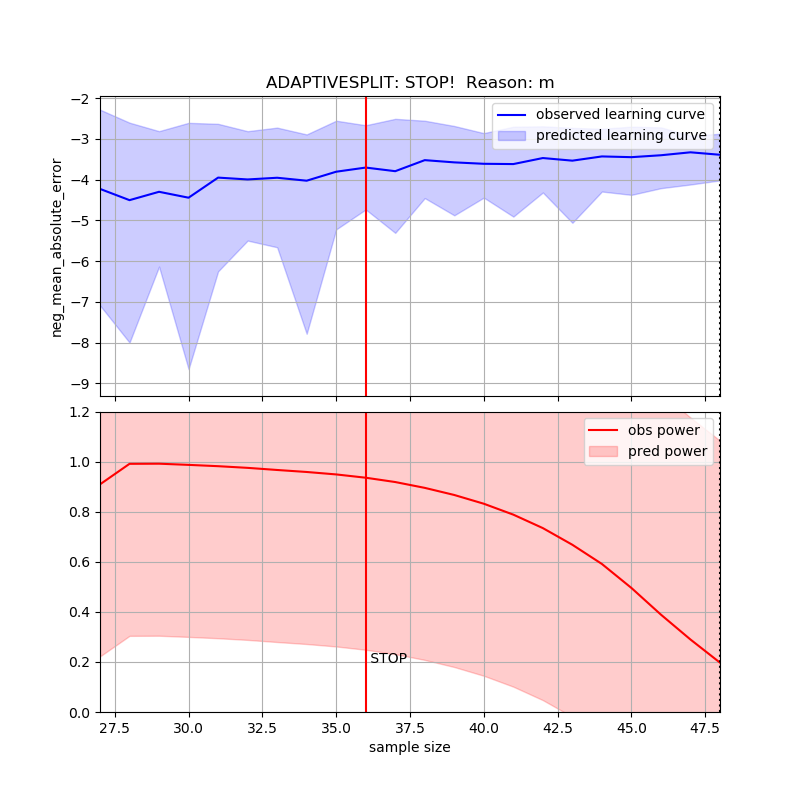 ADAPTIVESPLIT: STOP!  Reason: m
−2
−3
−4
−5
−6
−7
−8
−9
neg_mean_absolute_error
observed learning curve
predicted learning curve
1.2
1.0
0.8
0.6
0.4
0.2
0.0
obs power
pred power
STOP
27.5 30.0 32.5 35.0 37.5 40.0 42.5 45.0 47.5
sample size